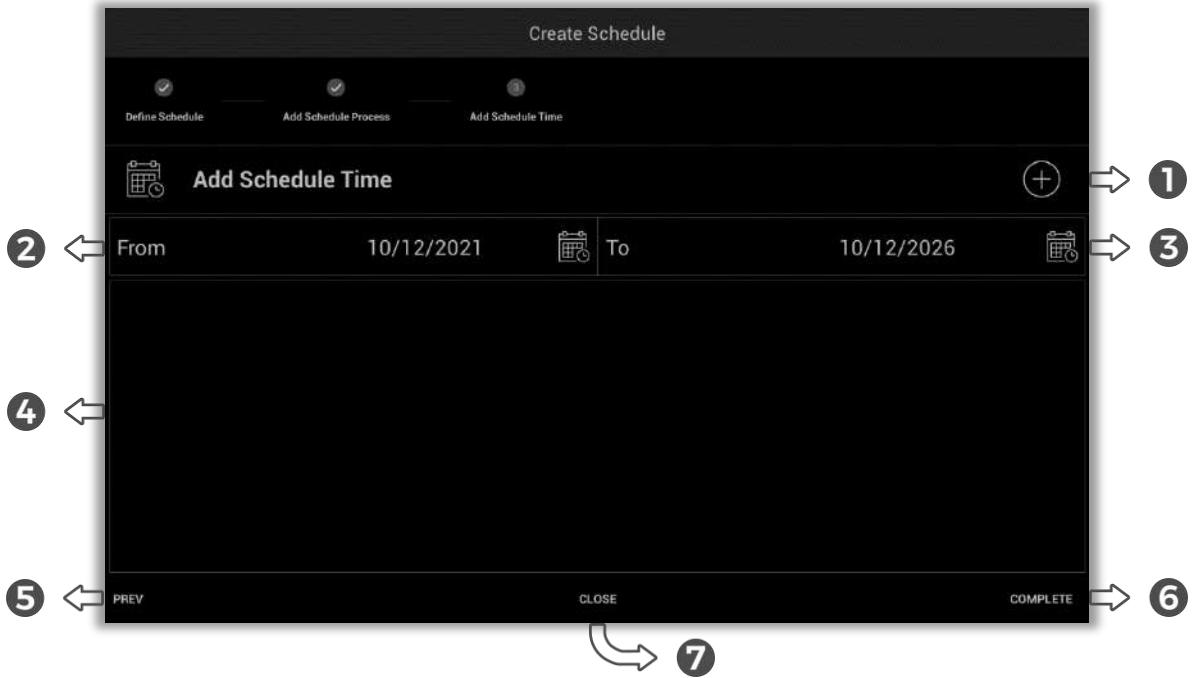 Create Schedule
3
Define Schedule Add Schedule Process Add Schedule Time
Add Schedule Time
1
2
From 10/12/2021 To 10/12/2026
3
4
5
PREV CLOSE COMPLETE
6
7